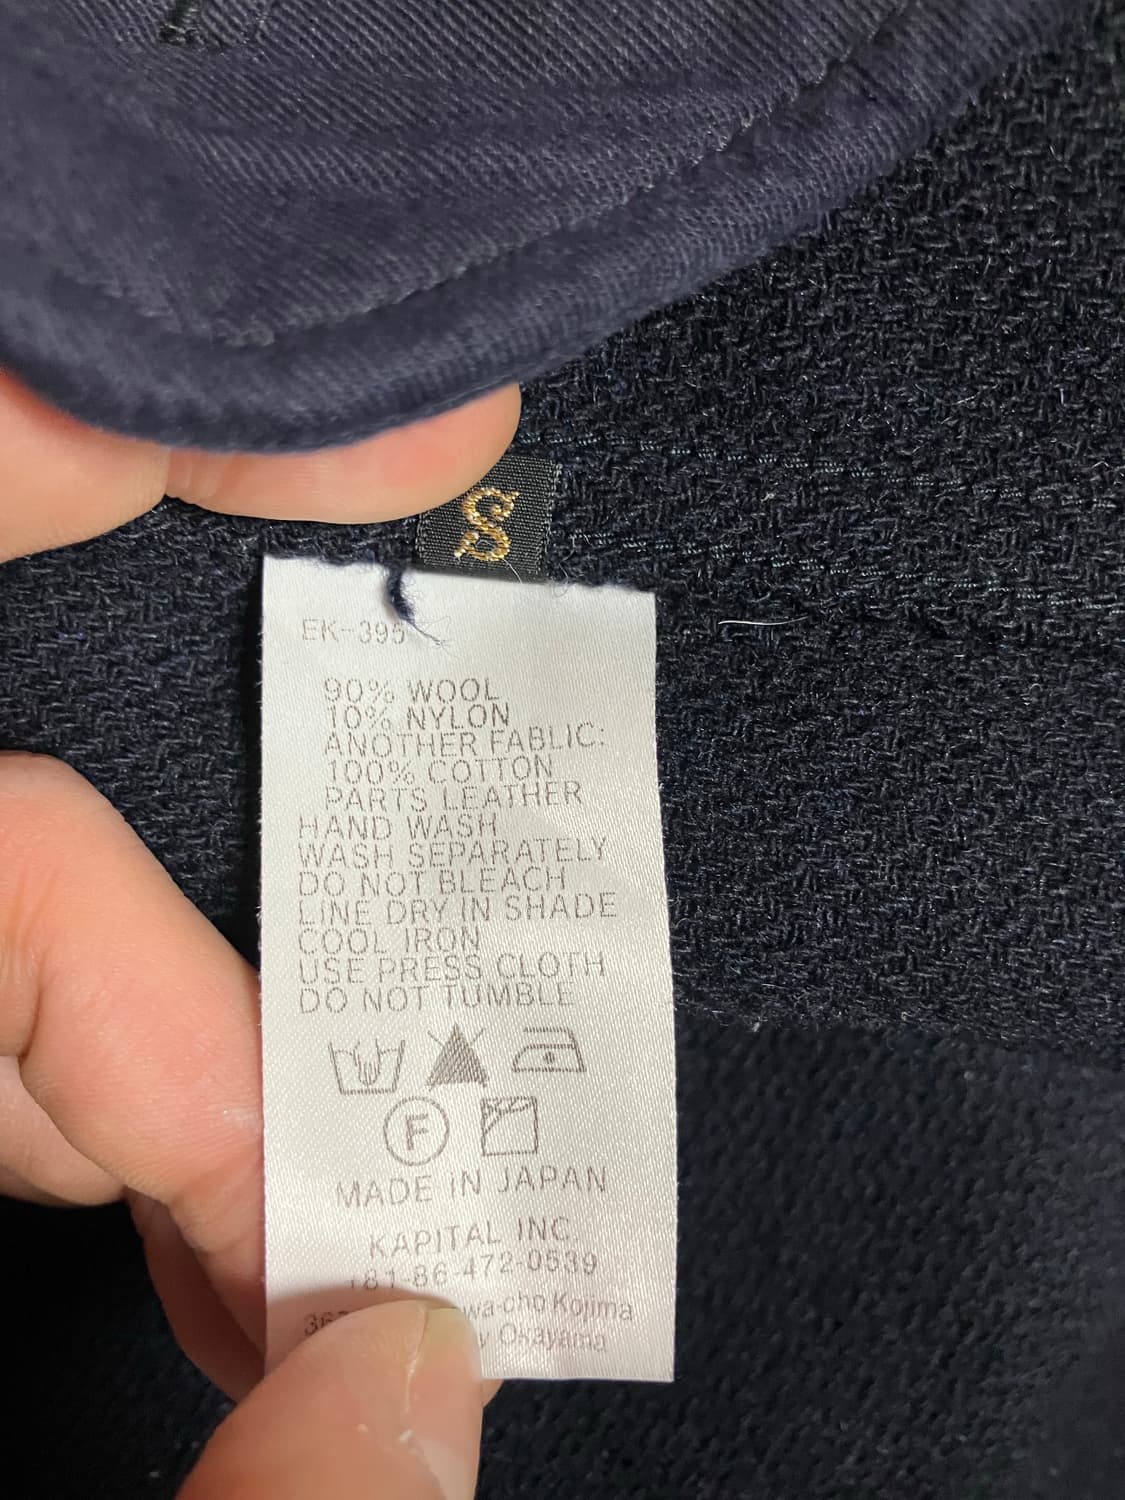 S
EK-395
90% WOOL
10% NYLON
ANOTHER FABLIC:
100% COTTON
PARTS LEATHER
HAND WASH
WASH SEPARATELY
DO NOT BLEACH
LINE DRY IN SHADE
COOL IRON
USE PRESS CLOTH
DO NOT TUMBLE
F
MADE IN JAPAN
KAPITAL INC.
+81-86-472-0539
Kojima
Okayama